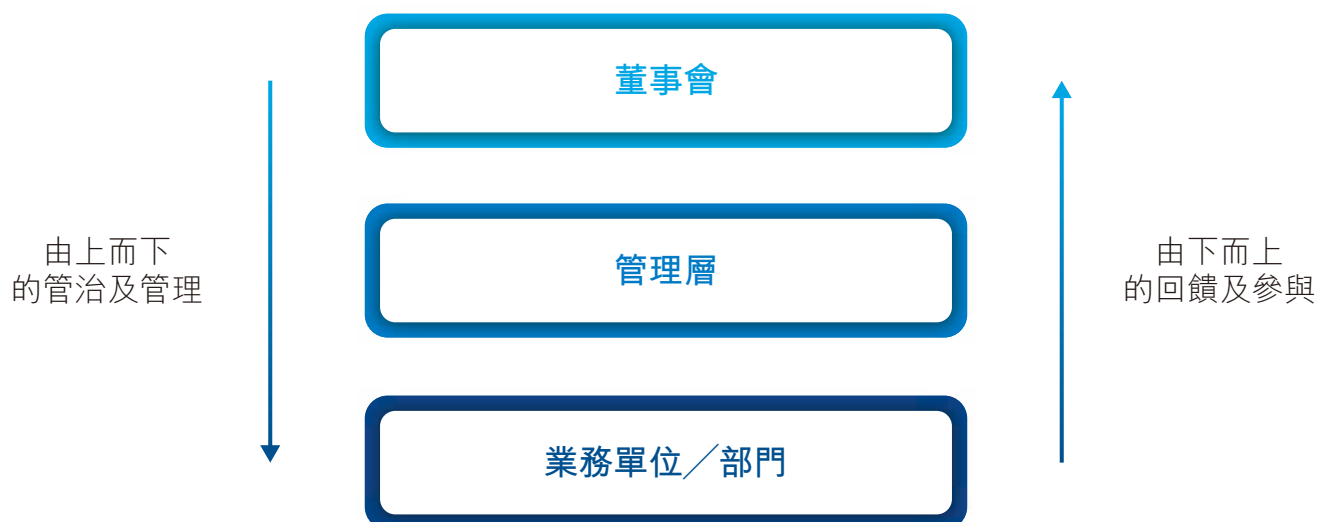 董事會
由上而下
的管治及管理
管理層
由下而上
的回饋及參與
業務單位╱部門